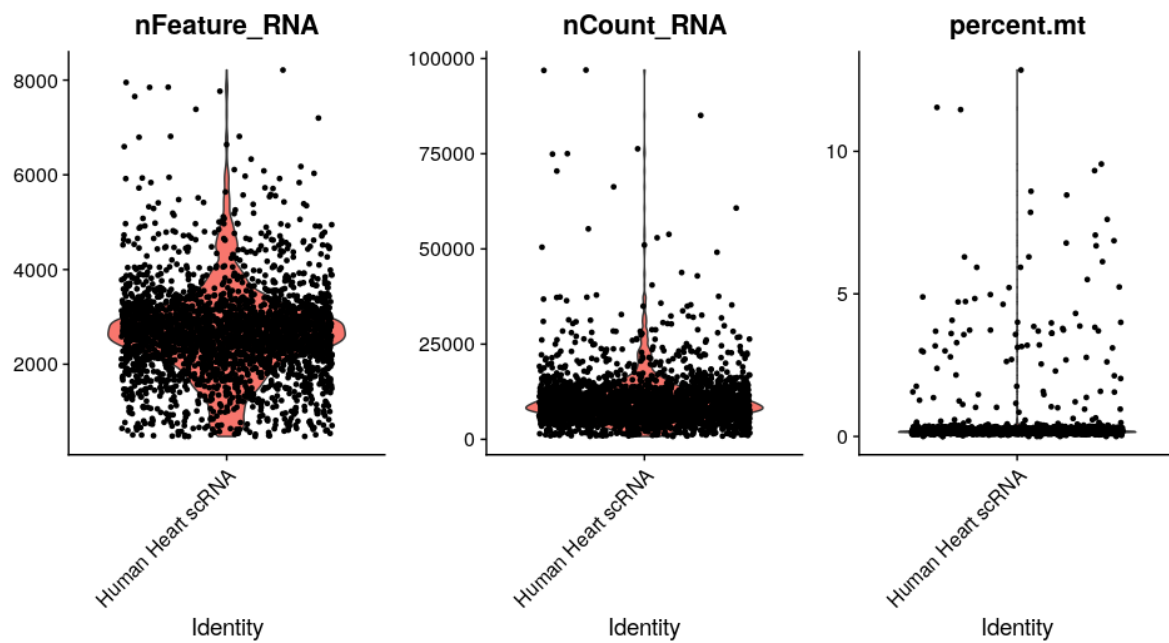 nFeature_RNA
8000
6000
4000
2000
Human Heart scRNA
Identity
nCount_RNA
100000
75000
50000
25000
0
Human Heart scRNA
Identity
percent.mt
10
5
0
Human Heart scRNA
Identity